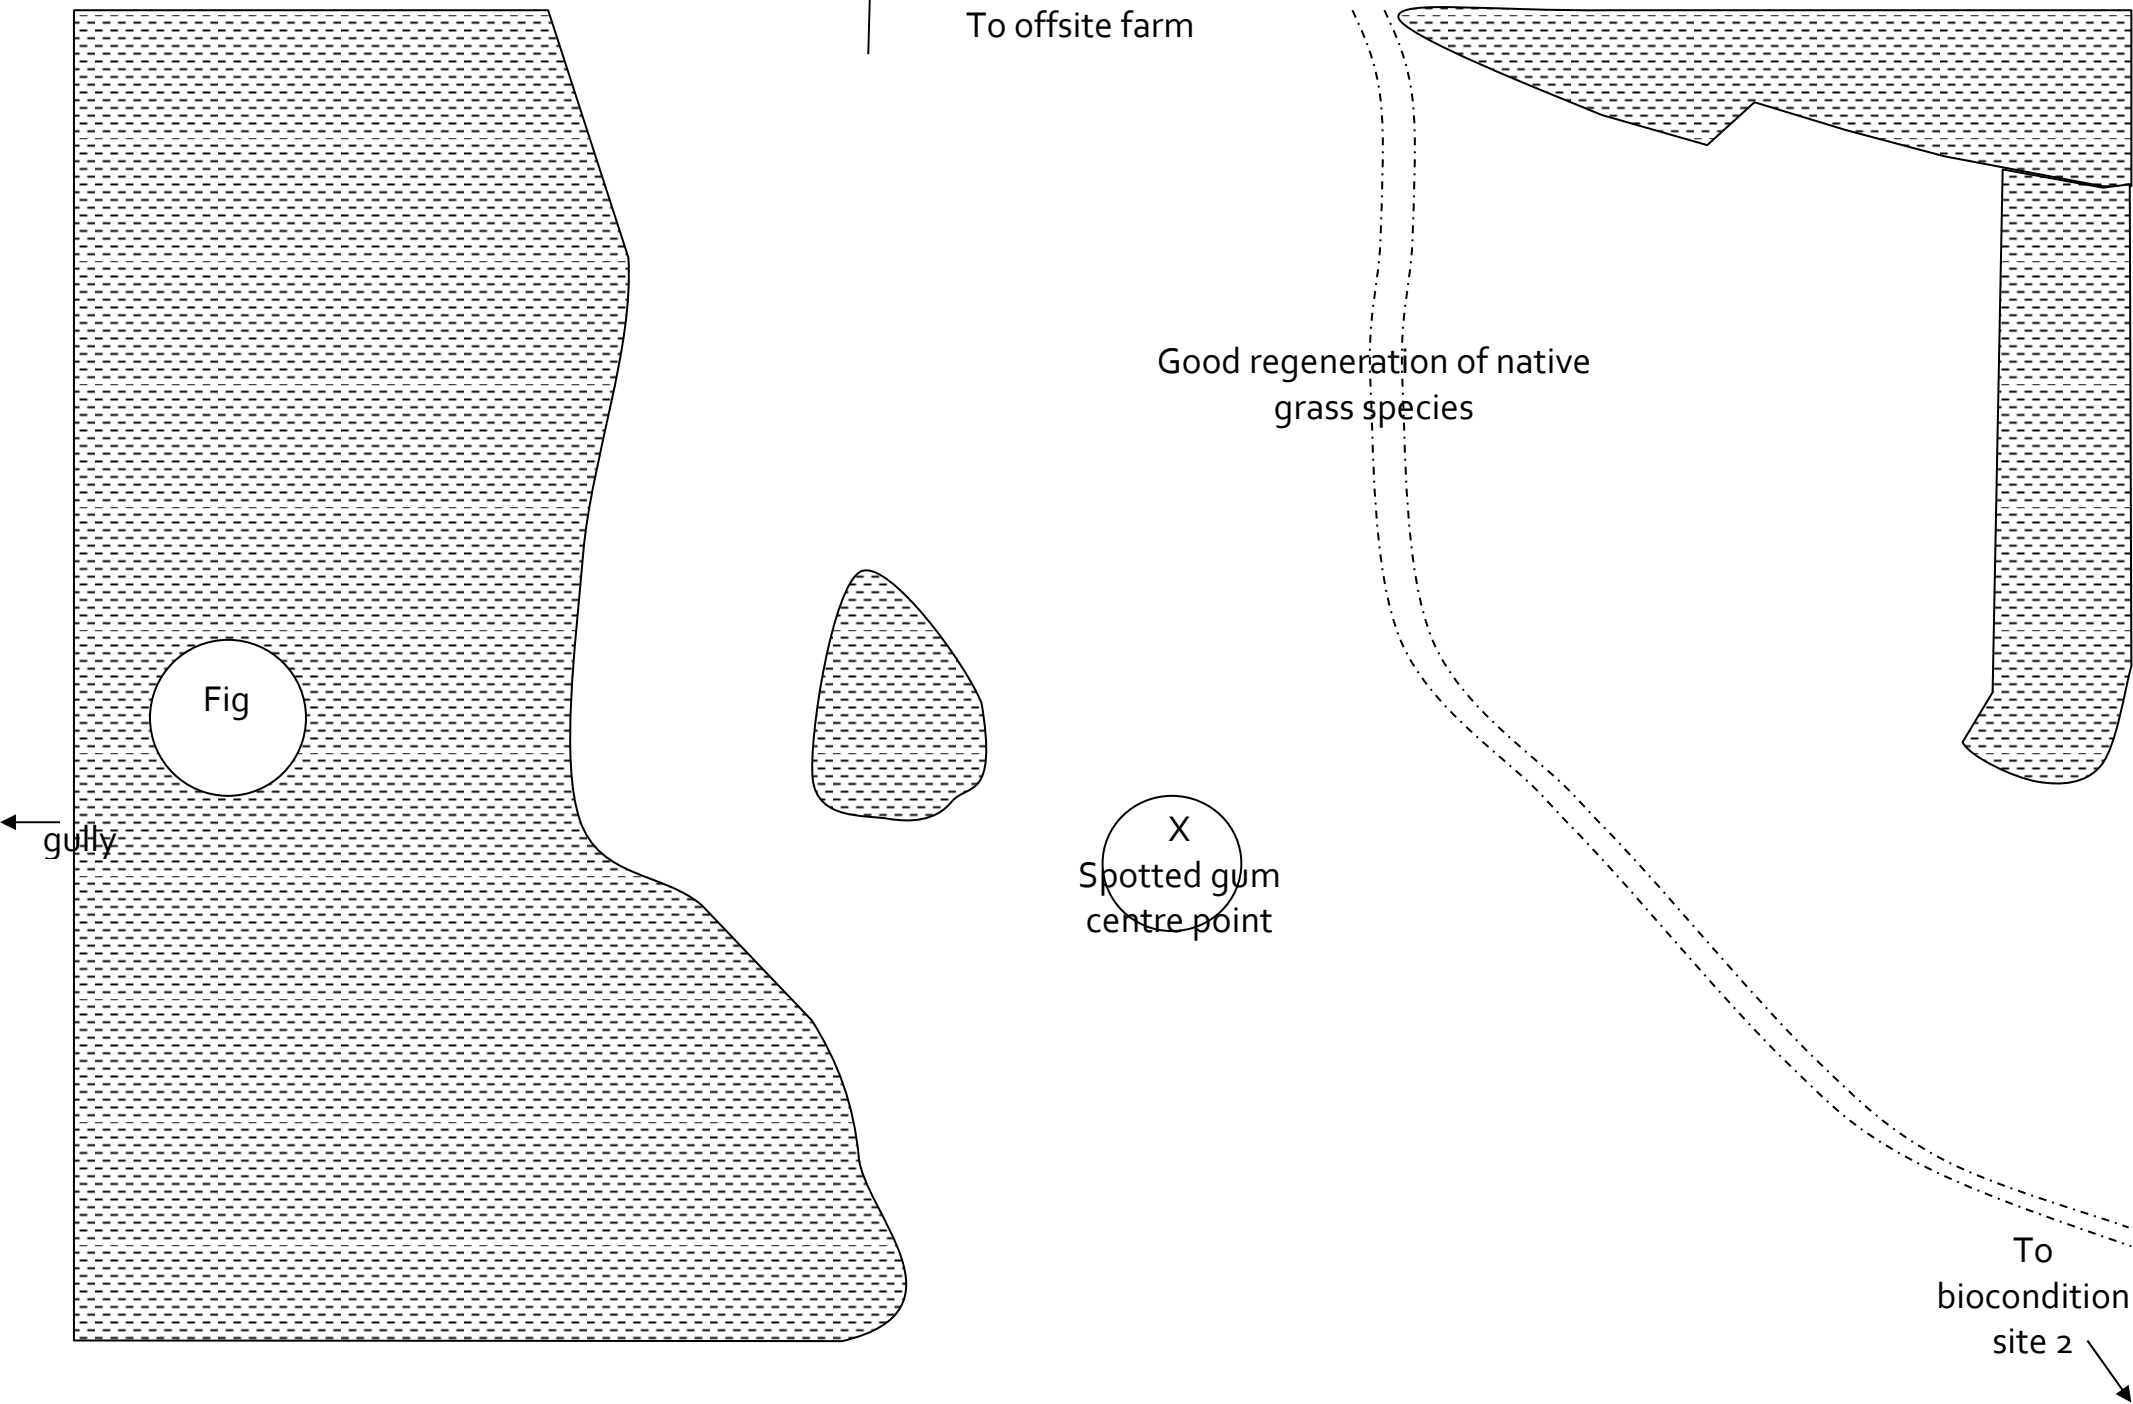 To offsite farm
Good regeneration of native
grass species
Fig
gully
X
Spotted gum
centre point
To
biocondition
site 2